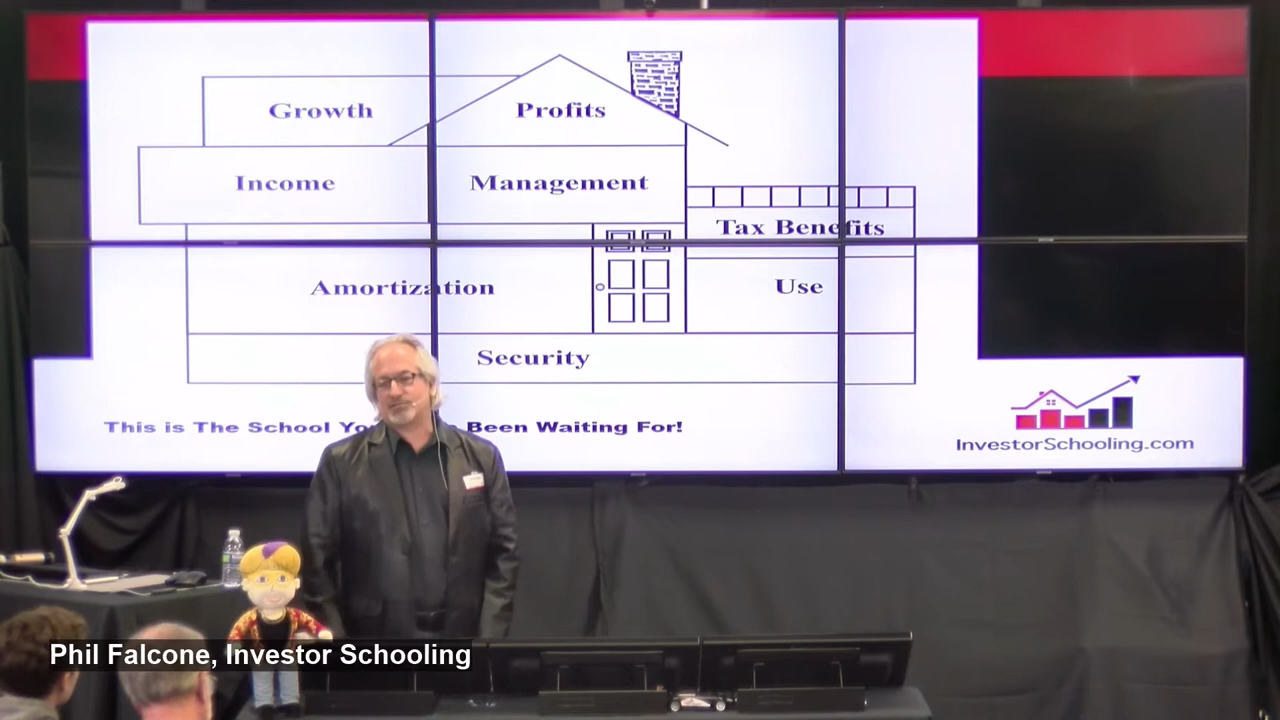 Growth
Profits
Income
Management
Tax Benefits
Amortization
Use
Security
This is The School Been Waiting For!
InvestorSchooling.com
Phil Falcone, Investor Schooling